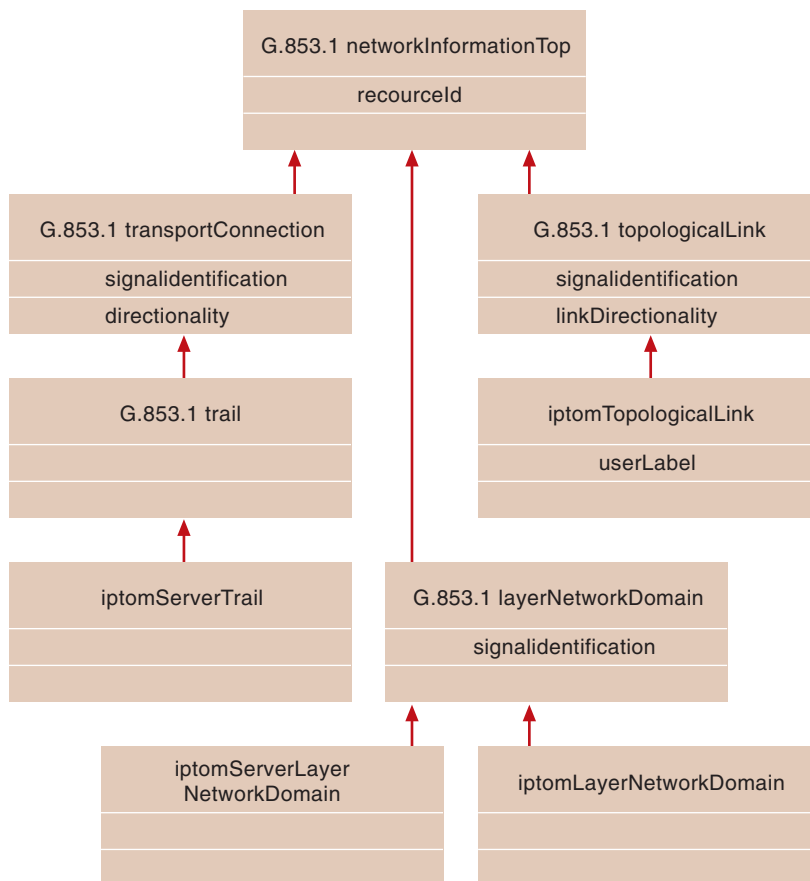 G.853.1 networkInformationTop
recourceId
G.853.1 transportConnection
signalidentification
directionality
G.853.1 topologicalLink
signalidentification
linkDirectionality
G.853.1 trail
iptomTopologicalLink
userLabel
iptomServerTrail
G.853.1 layerNetworkDomain
signalidentification
iptomServerLayer
NetworkDomain
iptomLayerNetworkDomain